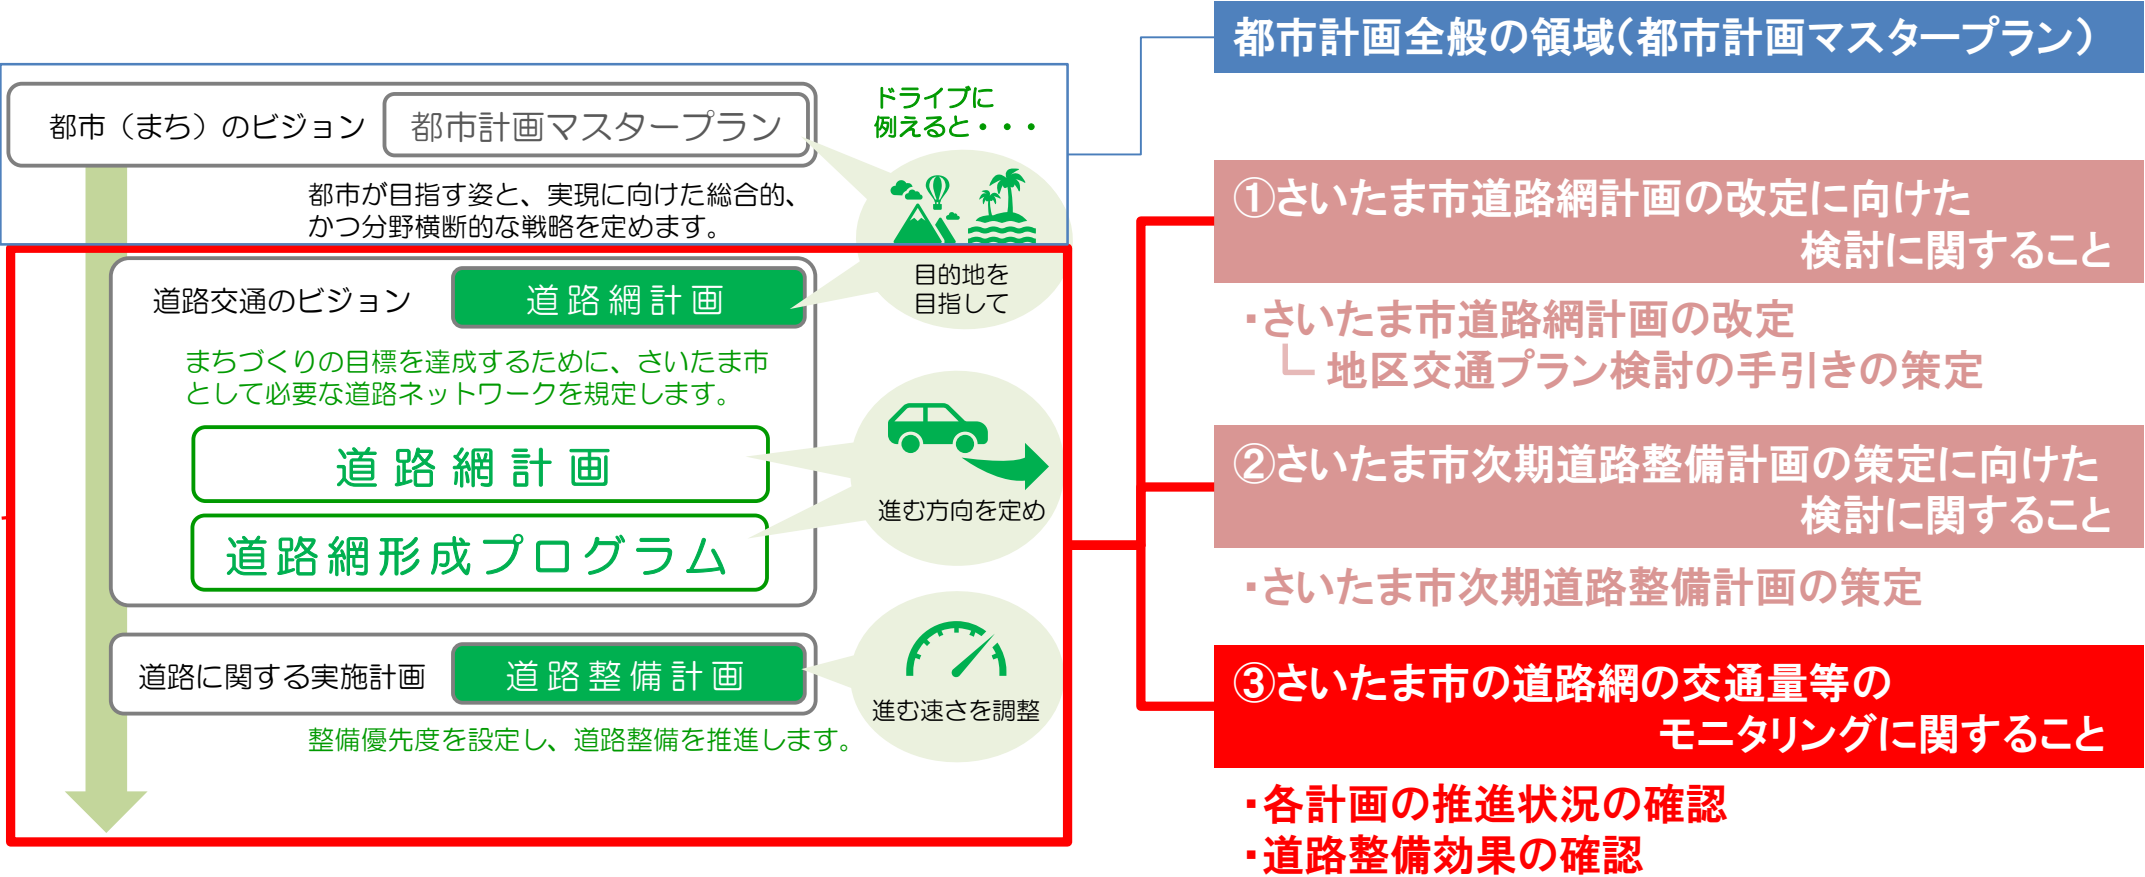 都市計画全般の領域（都市計画マスタープラン）
都市（まち）のビジョン
都市計画マスタープラン
ドライブに
例えると・・・
都市が目指す姿と、実現に向けた総合的、
かつ分野横断的な戦略を定めます。
目的地を
目指して
道路交通のビジョン
道路網計画
まちづくりの目標を達成するために、さいたま市
として必要な道路ネットワークを規定します。
道路網計画
道路網形成プログラム
進む方向を定め
道路に関する実施計画
道路整備計画
進む速さを調整
整備優先度を設定し、道路整備を推進します。
①さいたま市道路網計画の改定に向けた
検討に関すること
・さいたま市道路網計画の改定
地区交通プラン検討の手引きの策定
②さいたま市次期道路整備計画の策定に向けた
検討に関すること
・さいたま市次期道路整備計画の策定
③さいたま市の道路網の交通量等の
モニタリングに関すること
・各計画の推進状況の確認
・道路整備効果の確認